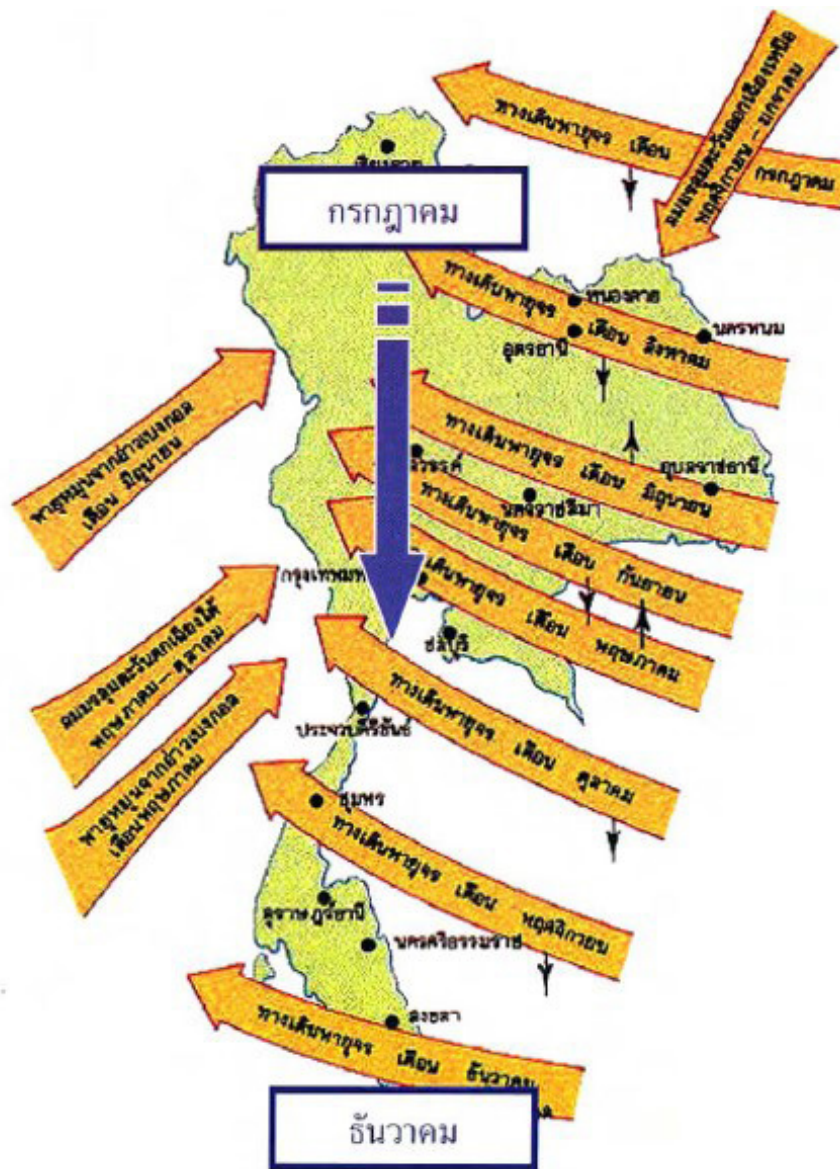 ทางเดินพายุจร เดือน กรกฎาคม
ลมมรสุมตะวันออกเฉียงเหนือ
พฤศจิกายน - มกราคม
กรกฎาคม
ทางเดินพายุจร เดือน สิงหาคม
หนองคาย
นครพนม
อุดรธานี
พายุหมุนจากอ่าวเบงกอล
เดือน มิถุนายน
ทางเดินพายุจร เดือน มิถุนายน
อุบลราชธานี
นครราชสีมา
ทางเดินพายุจร เดือน กันยายน
เดินพายุจร เดือน พฤษภาคม
ชลบุรี
ลมมรสุมตะวันตกเฉียงใต้
พฤษภาคม - ตุลาคม
ทางเดินพายุจร เดือน ตุลาคม
ประจวบคีรีขันธ์
พายุหมุนจากอ่าวเบงกอล
เดือนพฤษภาคม
ชุมพร
ทางเดินพายุจร เดือน พฤศจิกายน
สุราษฎร์ธานี
นครศรีธรรมราช
สงขลา
ทางเดินพายุจร เดือน ธันวาคม
ธันวาคม